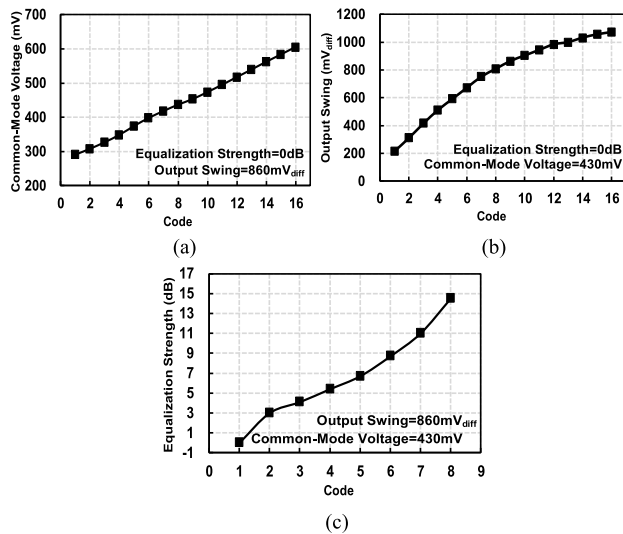 Common-Mode Voltage (mV)
700
600
500
400
300
200
0 2 4 6 8 10 12 14 16
Equalization Strength=0dB
Output Swing=860mVdiff
Code
(a)
Output Swing (mVdiff)
1200
1000
800
600
400
200
0
0 2 4 6 8 10 12 14 16
Equalization Strength=0dB
Common-Mode Voltage=430mV
Code
(b)
Equalization Strength (dB)
17
15
13
11
9
7
5
3
1
-1
Output Swing=860mVdiff
Common-Mode Voltage=430mV
0 1 2 3 4 5 6 7 8 9
Code
(c)